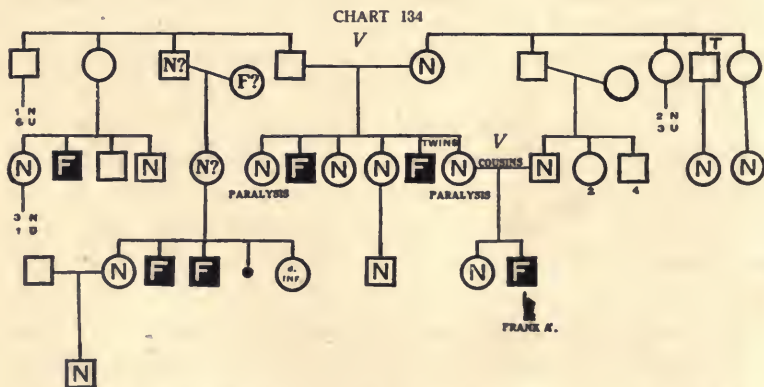 CHART 134
V
T
N? F? N
1 N
6 U
2 N
3 U
TWINS V
COUSINS
N F N N? N F N N F N N N N
PARALYSIS PARALYSIS 2 4
3 N
1 U
N F F d. INF. N N F
FRANK K.
N